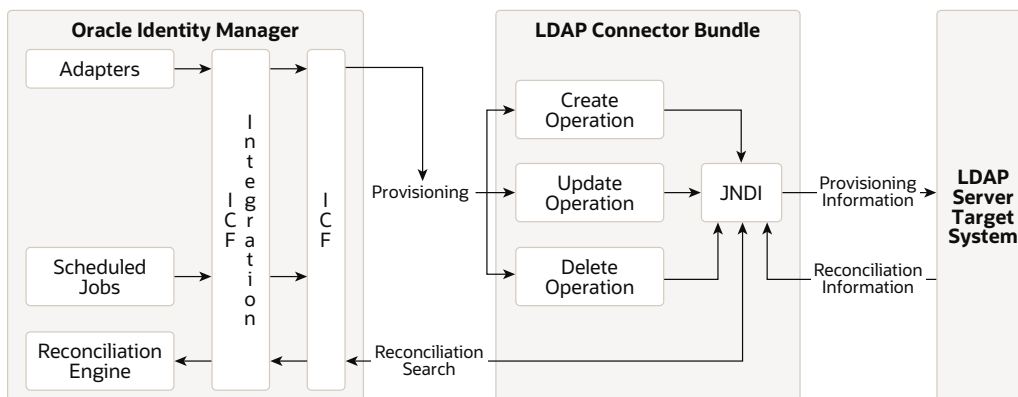 Oracle Identity Manager
Adapters
Scheduled
Jobs
Reconciliation
Engine
ICF
Integration
ICF
Provisioning
Reconciliation
Search
LDAP Connector Bundle
Create
Operation
Update
Operation
Delete
Operation
JNDI
Provisioning
Information
Reconciliation
Information
LDAP
Server
Target
System